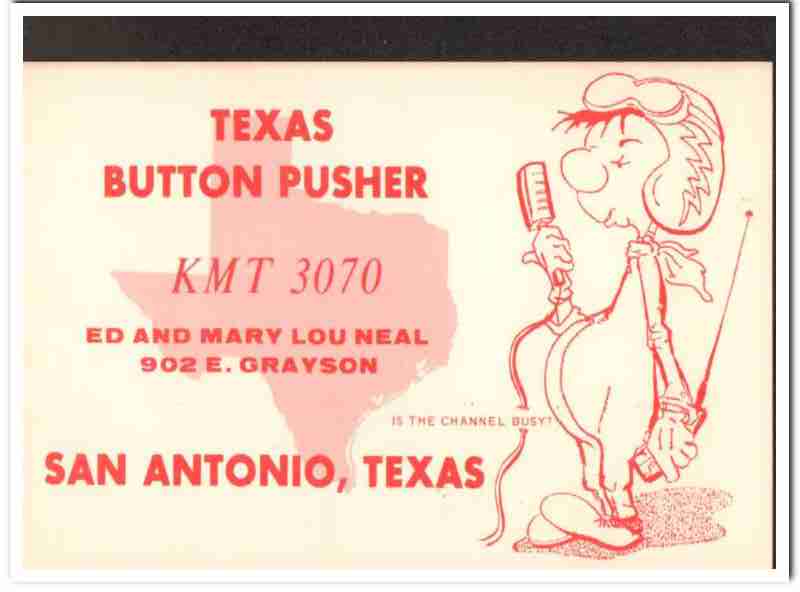 TEXAS
BUTTON PUSHER
KMT 3070
ED AND MARY LOU NEAL
902 E. GRAYSON
IS THE CHANNEL BUSY?
SAN ANTONIO, TEXAS